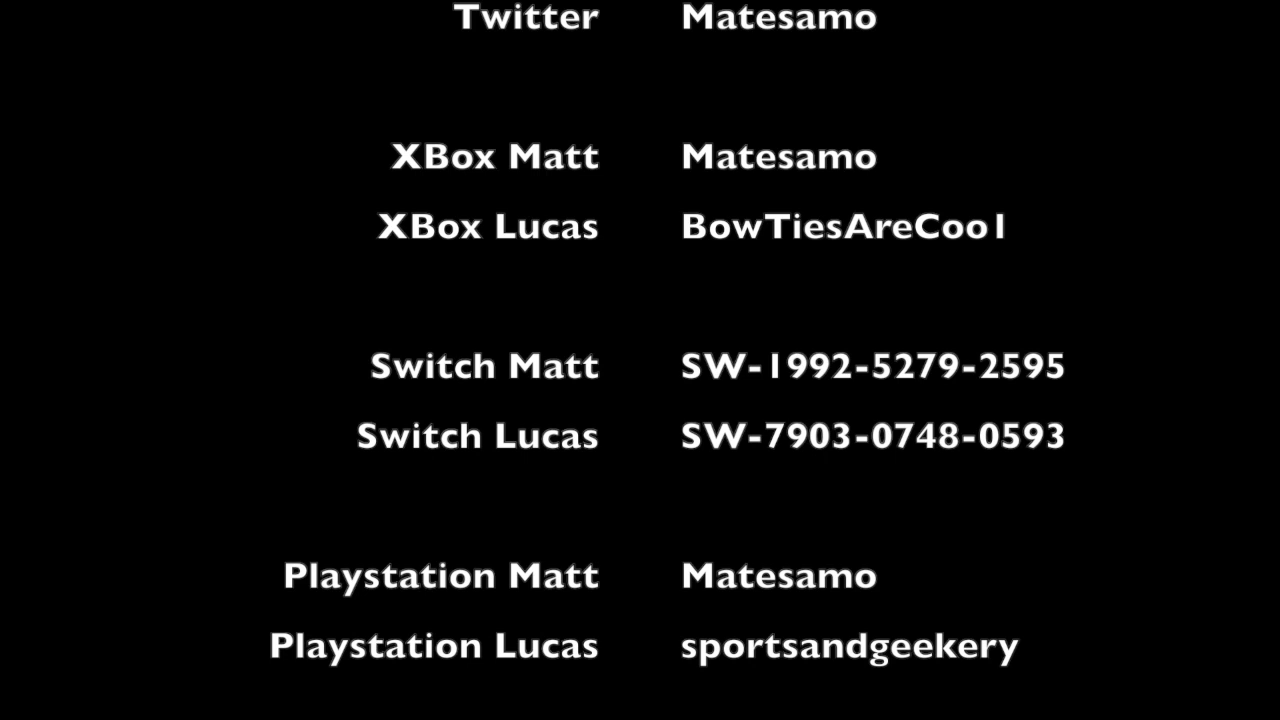 Twitter Matesamo
XBox Matt Matesamo
XBox Lucas BowTiesAreCoo1
Switch Matt SW-1992-5279-2595
Switch Lucas SW-7903-0748-0593
Playstation Matt Matesamo
Playstation Lucas sportsandgeekery